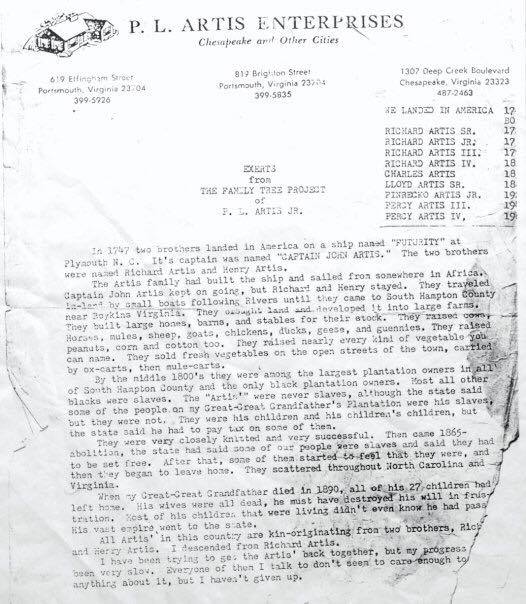 P. L. ARTIS ENTERPRISES
Chesapeake and Other Cities
619 Effingham Street
Portsmouth, Virginia 23704
399-5926
819 Brighton Street
Portsmouth, Virginia 23704
399-5835
1307 Deep Creek Boulevard
Chesapeake, Virginia 23323
487-2463
WE LANDED IN AMERICA 17
BO
RICHARD ARTIS SR. 17
RICHARD ARTIS JR. 17
RICHARD ARTIS III. 17
RICHARD ARTIS IV. 18
CHARLES ARTIS 18
LLOYD ARTIS SR. 18
PINRECKO ARTIS JR. 19
PERCY ARTIS III. 19
PERCY ARTIS IV, 19
EXERTS
from
THE FAMILY TREE PROJECT
of
P. L. ARTIS JR.
In 1747 two brothers landed in America on a ship named "FUTURITY" at
Plymouth N. C. It's captain was named "CAPTAIN JOHN ARTIS." The two brothers
were named Richard Artis and Henry Artis.
The Artis family had built the ship and sailed from somewhere in Africa.
Captain John Artis kept on going, but Richard and Henry stayed. They traveled
in-land by small boats following Rivers until they came to South Hampton County
near Boykins Virginia. They brought land and developed it into large farms.
They built large homes, barns, and stables for their stock. They raised cows,
Horses, mules, sheep, goats, chickens, ducks, geese, and guennies. They raised
peanuts, corn and cotton too. They raised nearly every kind of vegetable you
can name. They sold fresh vegetables on the open streets of the town, carried
by ox-carts, then mule-carts.
By the middle 1800's they were among the largest plantation owners in all
of South Hampton County and the only black plantation owners. Most all other
blacks were slaves. The "Artis'" were never slaves, although the state said
some of the people on my Great-Great Grandfather's Plantation were his slaves,
but they were not. They were his children and his children's children, but
the state said he had to pay tax on some of them.
They were very closely knitted and very successful. Then came 1865-
abolition, the state had said some of our people were slaves and said they had
to be set free. After that, some of them started to feel that they were, and
then they began to leave home. They scattered throughout North Carolina and
Virginia.
When my Great-Great Grandfather died in 1890, all of his 27 children had
left home. His wives were all dead, he must have destroyed his will in frus-
tration. Most of his children that were living didn't even know he had pass
His vast empire went to the state.
All Artis' in this country are kin-originating from two brothers, Rich
and Henry Artis. I descended from Richard Artis.
I have been trying to get the Artis' back together, but my progress
been very slow. Everyone of them I talk to don't seem to care enough to
anything about it, but I haven't given up.